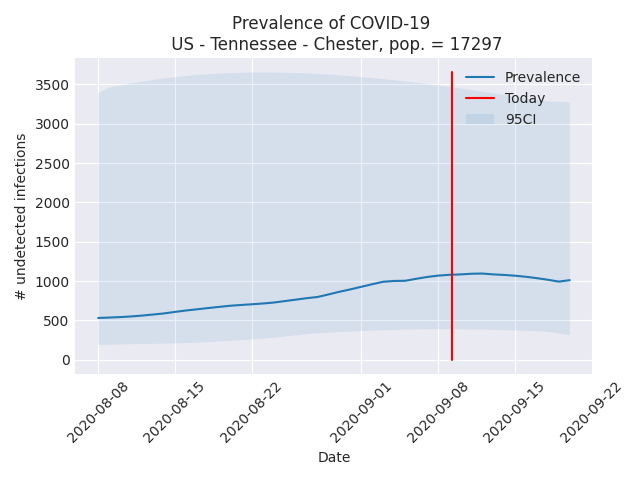 Prevalence of COVID-19
US - Tennessee - Chester, pop. = 17297
# undetected infections
3500
3000
2500
2000
1500
1000
500
0
Prevalence
Today
95CI
2020-08-08
2020-08-15
2020-08-22
2020-09-01
2020-09-08
2020-09-15
2020-09-22
Date